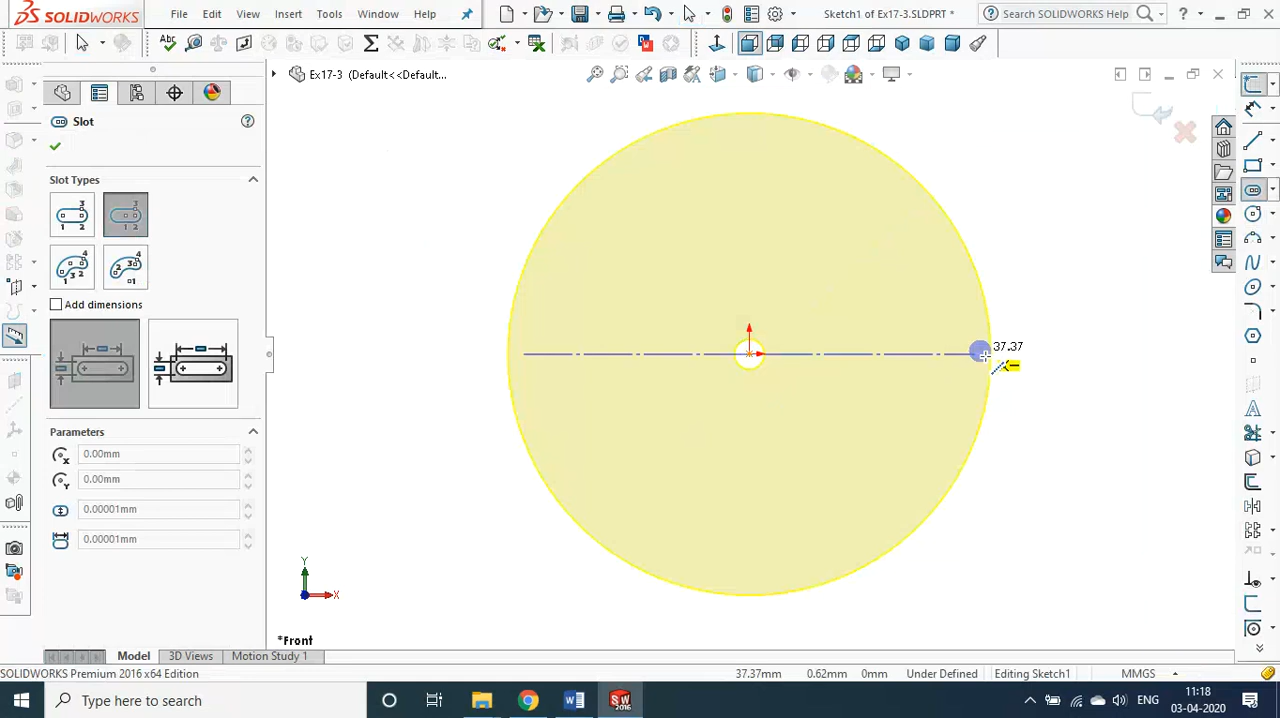 SOLIDWORKS
File Edit View Insert Tools Window Help
Sketch1 of Ex17-3.SLDPRT *
Search SOLIDWORKS Help
Ex17-3 (Default<<Default...
Slot
Slot Types
Add dimensions
Parameters
0.00mm
0.00mm
0.00001mm
0.00001mm
37.37
Y
X
*Front
Model 3D Views Motion Study 1
SOLIDWORKS Premium 2016 x64 Edition
37.37mm 0.62mm 0mm Under Defined Editing Sketch1 MMGS
Type here to search
ENG
11:18
03-04-2020